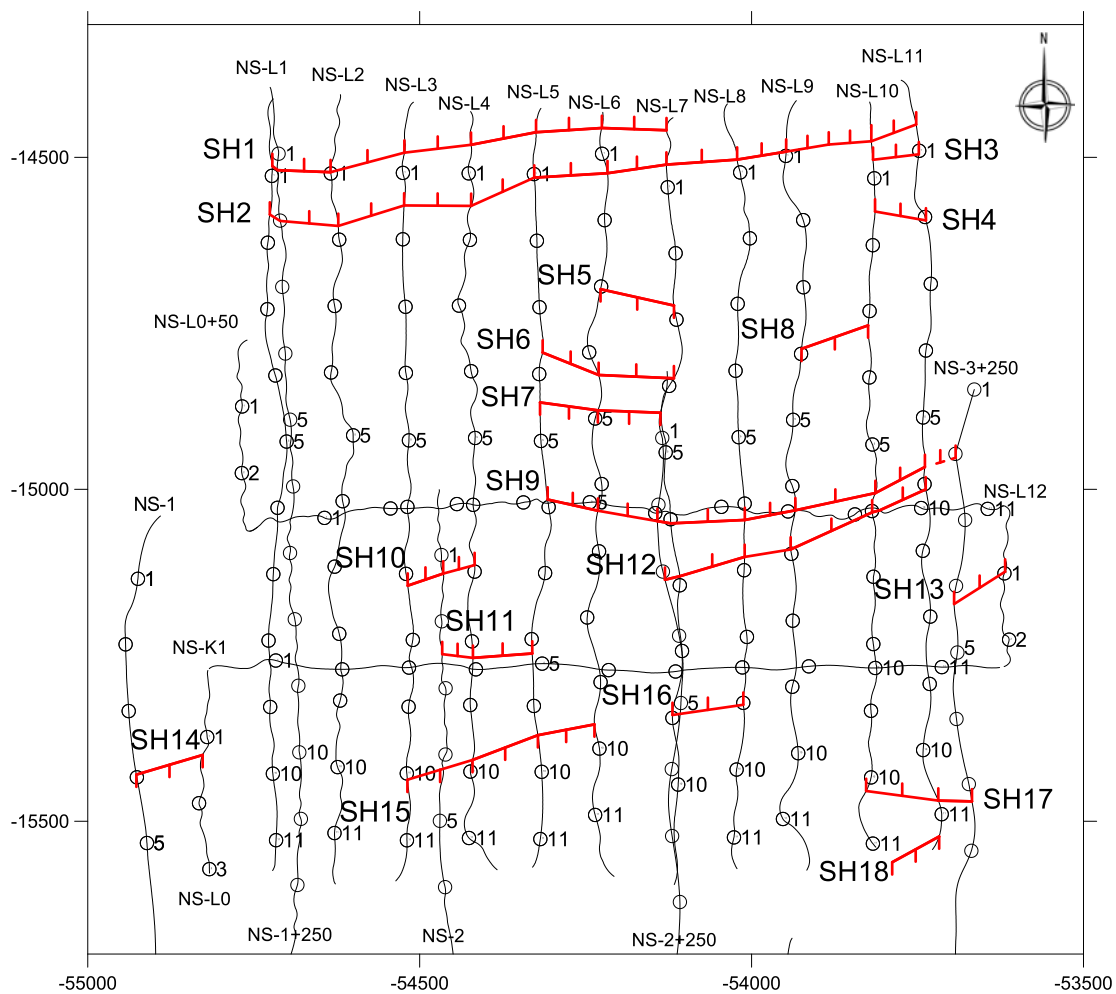 N
NS-L11
NS-L1
NS-L2
NS-L3
NS-L4
NS-L5
NS-L6
NS-L7
NS-L8
NS-L9
NS-L10
-14500
SH1
1
1
1
1
1
1
1
1
1
1
1
1
1
SH3
SH2
SH4
SH5
NS-L0+50
SH6
SH8
NS-3+250
1
SH7
1
5
5
5
5
5
5
5
5
5
5
5
1
5
2
SH9
-15000
NS-1
1
5
10
11
NS-L12
SH10
1
SH12
SH13
1
1
SH11
2
NS-K1
1
5
5
10
11
SH16
5
SH14
1
10
10
10
10
10
10
10
10
10
10
SH15
SH17
-15500
5
11
11
11
11
11
11
11
11
11
11
5
3
SH18
NS-L0
NS-1+250
NS-2
NS-2+250
-55000
-54500
-54000
-53500